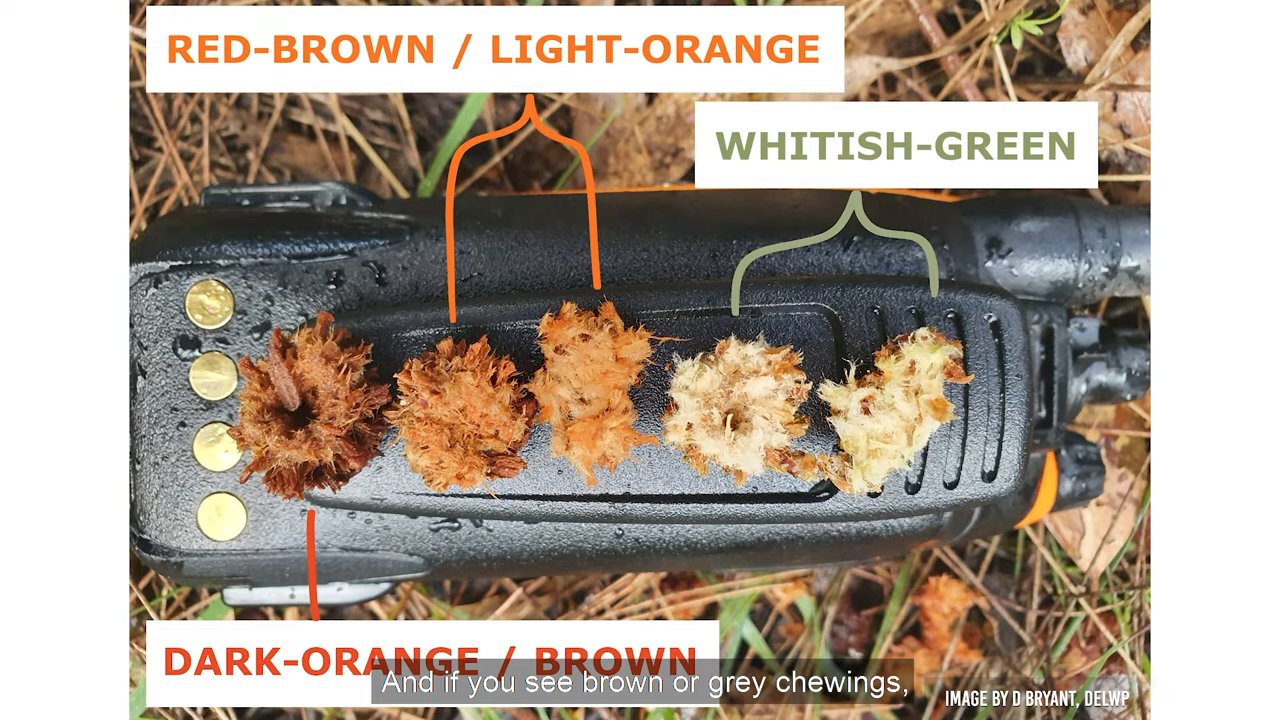 RED-BROWN / LIGHT-ORANGE
WHITISH-GREEN
DARK-ORANGE / BROWN
And if you see brown or grey chewings,
IMAGE BY D BRYANT, DELWP